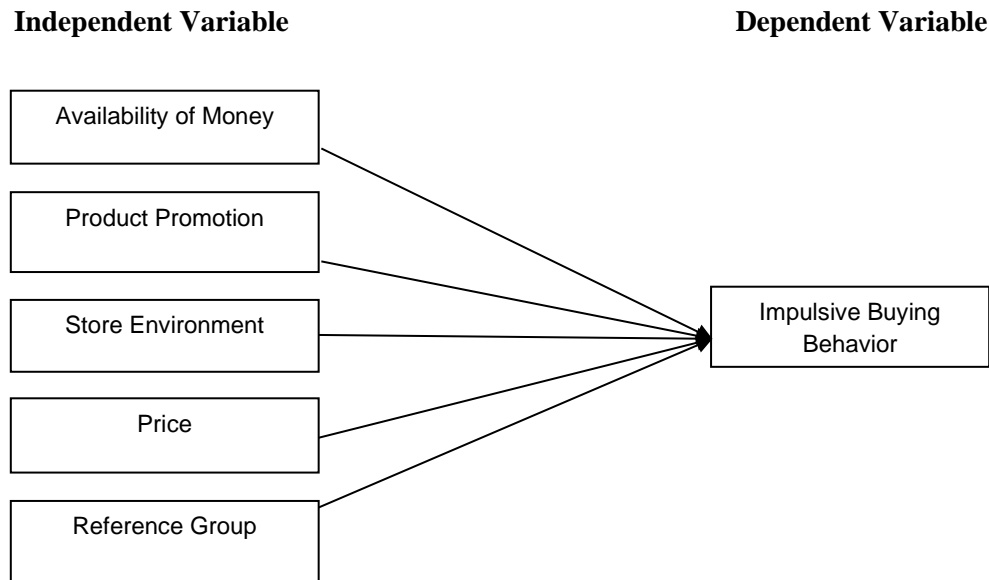 Independent Variable
Dependent Variable
Availability of Money
Product Promotion
Store Environment
Price
Reference Group
Impulsive Buying
Behavior